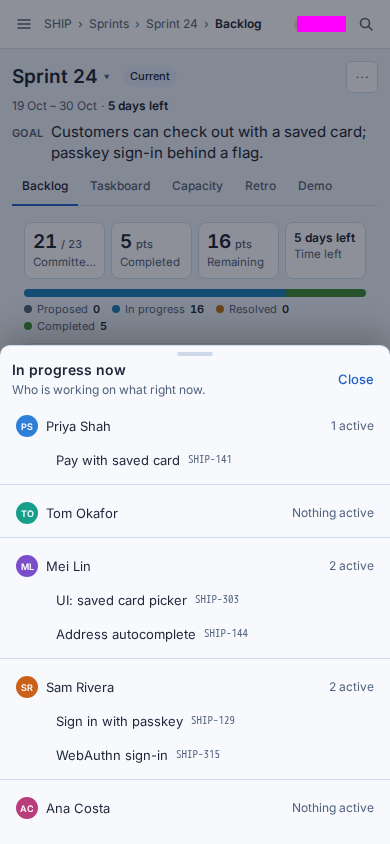 SHIP › Sprints › Sprint 24 › Backlog
Sprint 24 ▾ Current ...
19 Oct – 30 Oct · 5 days left
GOAL Customers can check out with a saved card;
passkey sign-in behind a flag.
Backlog Taskboard Capacity Retro Demo
21 / 23 5 pts 16 pts 5 days left
Committe... Completed Remaining Time left
Proposed 0 In progress 16 Resolved 0
Completed 5
In progress now
Who is working on what right now.
Close
PS Priya Shah 1 active
Pay with saved card SHIP-141
TO Tom Okafor Nothing active
ML Mei Lin 2 active
UI: saved card picker SHIP-303
Address autocomplete SHIP-144
SR Sam Rivera 2 active
Sign in with passkey SHIP-129
WebAuthn sign-in SHIP-315
AC Ana Costa Nothing active